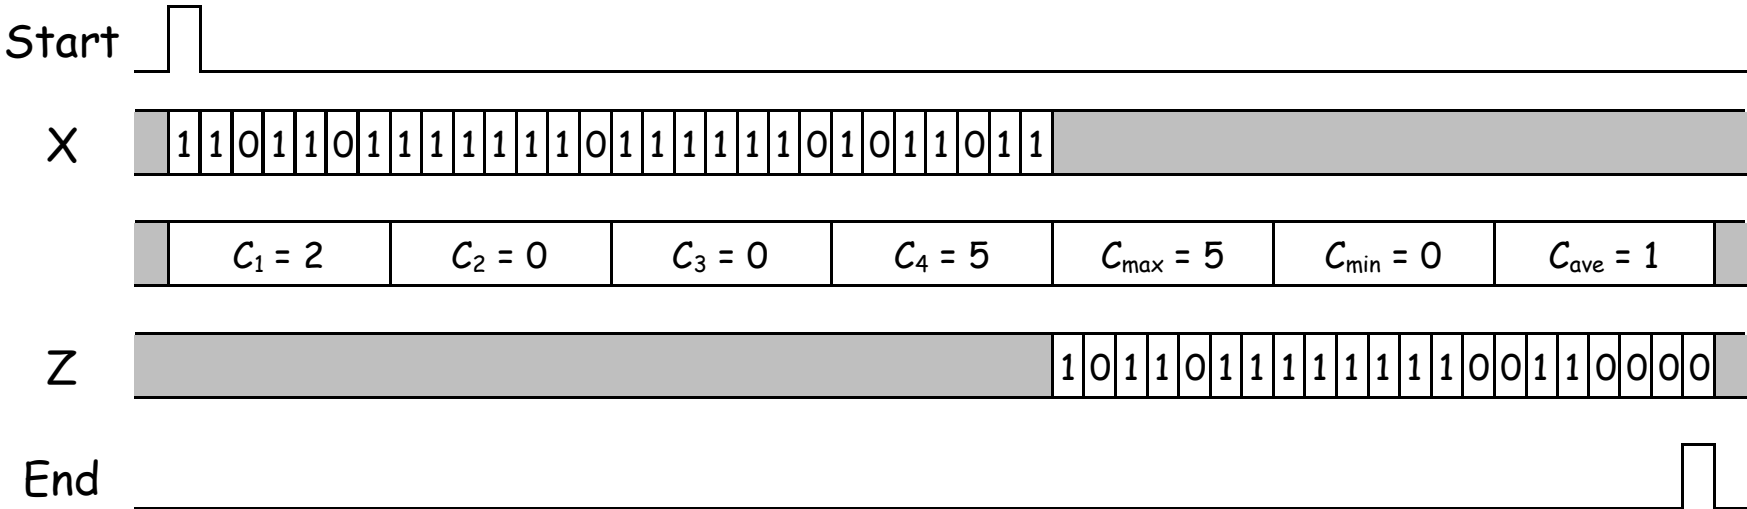 Start
X 1 1 0 1 1 0 1 1 1 1 1 1 1 0 1 1 1 1 1 1 0 1 0 1 1 0 1 1
C₁ = 2 C₂ = 0 C₃ = 0 C₄ = 5 Cmax = 5 Cmin = 0 Cave = 1
Z 1 0 1 1 0 1 1 1 1 1 1 1 1 0 0 1 1 0 0 0 0
End